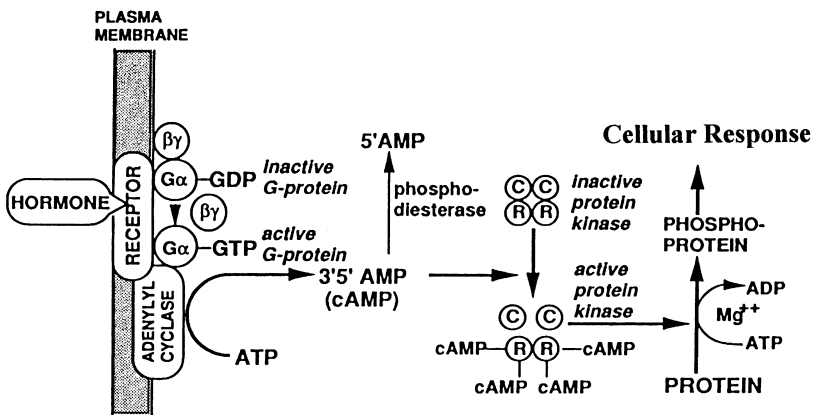 PLASMA
MEMBRANE
HORMONE
RECEPTOR
βγ
Gα
GDP
inactive
G-protein
βγ
Gα
GTP
active
G-protein
ADENYLYL
CYCLASE
ATP
3'5' AMP
(cAMP)
5'AMP
phospho-
diesterase
C C
R R
inactive
protein
kinase
active
protein
kinase
C C
cAMP R R cAMP
cAMP cAMP
Cellular Response
PHOSPHO-
PROTEIN
ADP
Mg++
ATP
PROTEIN